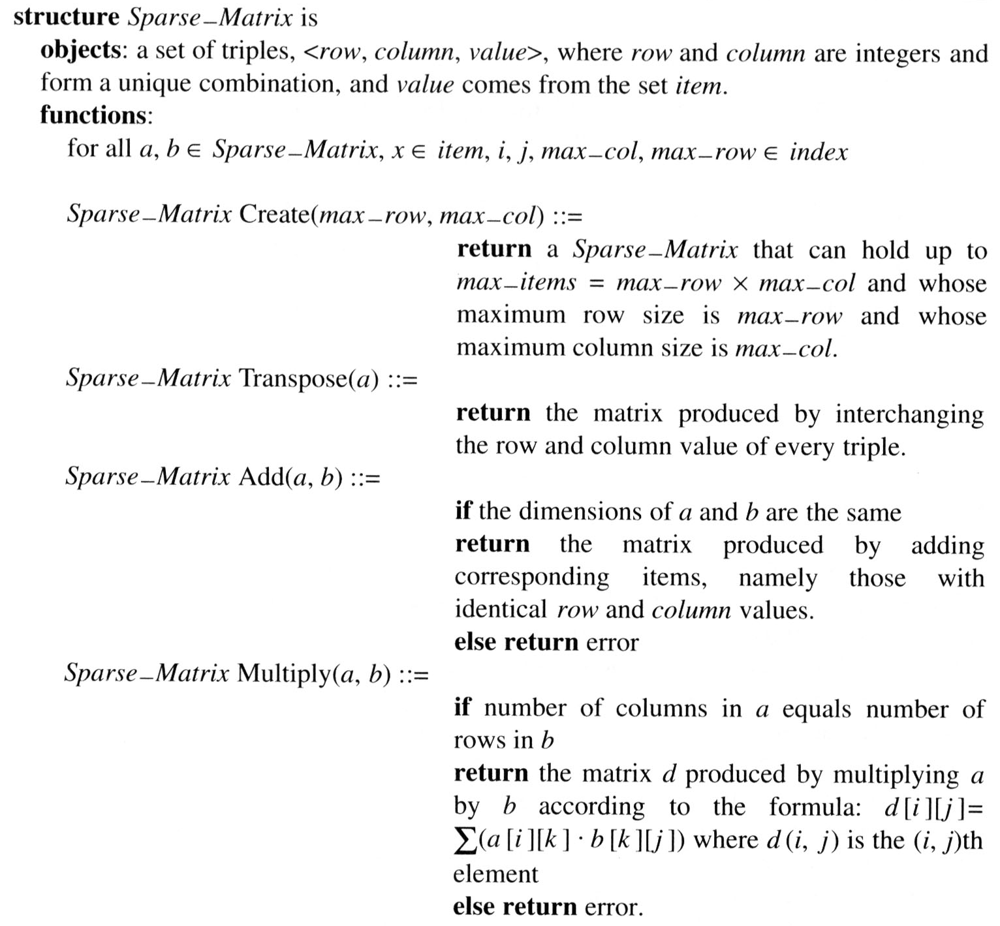 structure Sparse_Matrix is
objects: a set of triples, <row, column, value>, where row and column are integers and
form a unique combination, and value comes from the set item.
functions:
for all a, b ∈ Sparse_Matrix, x ∈ item, i, j, max_col, max_row ∈ index
Sparse_Matrix Create(max_row, max_col) ::=
return a Sparse_Matrix that can hold up to
max_items = max_row × max_col and whose
maximum row size is max_row and whose
maximum column size is max_col.
Sparse_Matrix Transpose(a) ::=
return the matrix produced by interchanging
the row and column value of every triple.
Sparse_Matrix Add(a, b) ::=
if the dimensions of a and b are the same
return the matrix produced by adding
corresponding items, namely those with
identical row and column values.
else return error
Sparse_Matrix Multiply(a, b) ::=
if number of columns in a equals number of
rows in b
return the matrix d produced by multiplying a
by b according to the formula: d[i][j]=
∑(a[i][k] · b[k][j]) where d(i, j) is the (i, j)th
element
else return error.